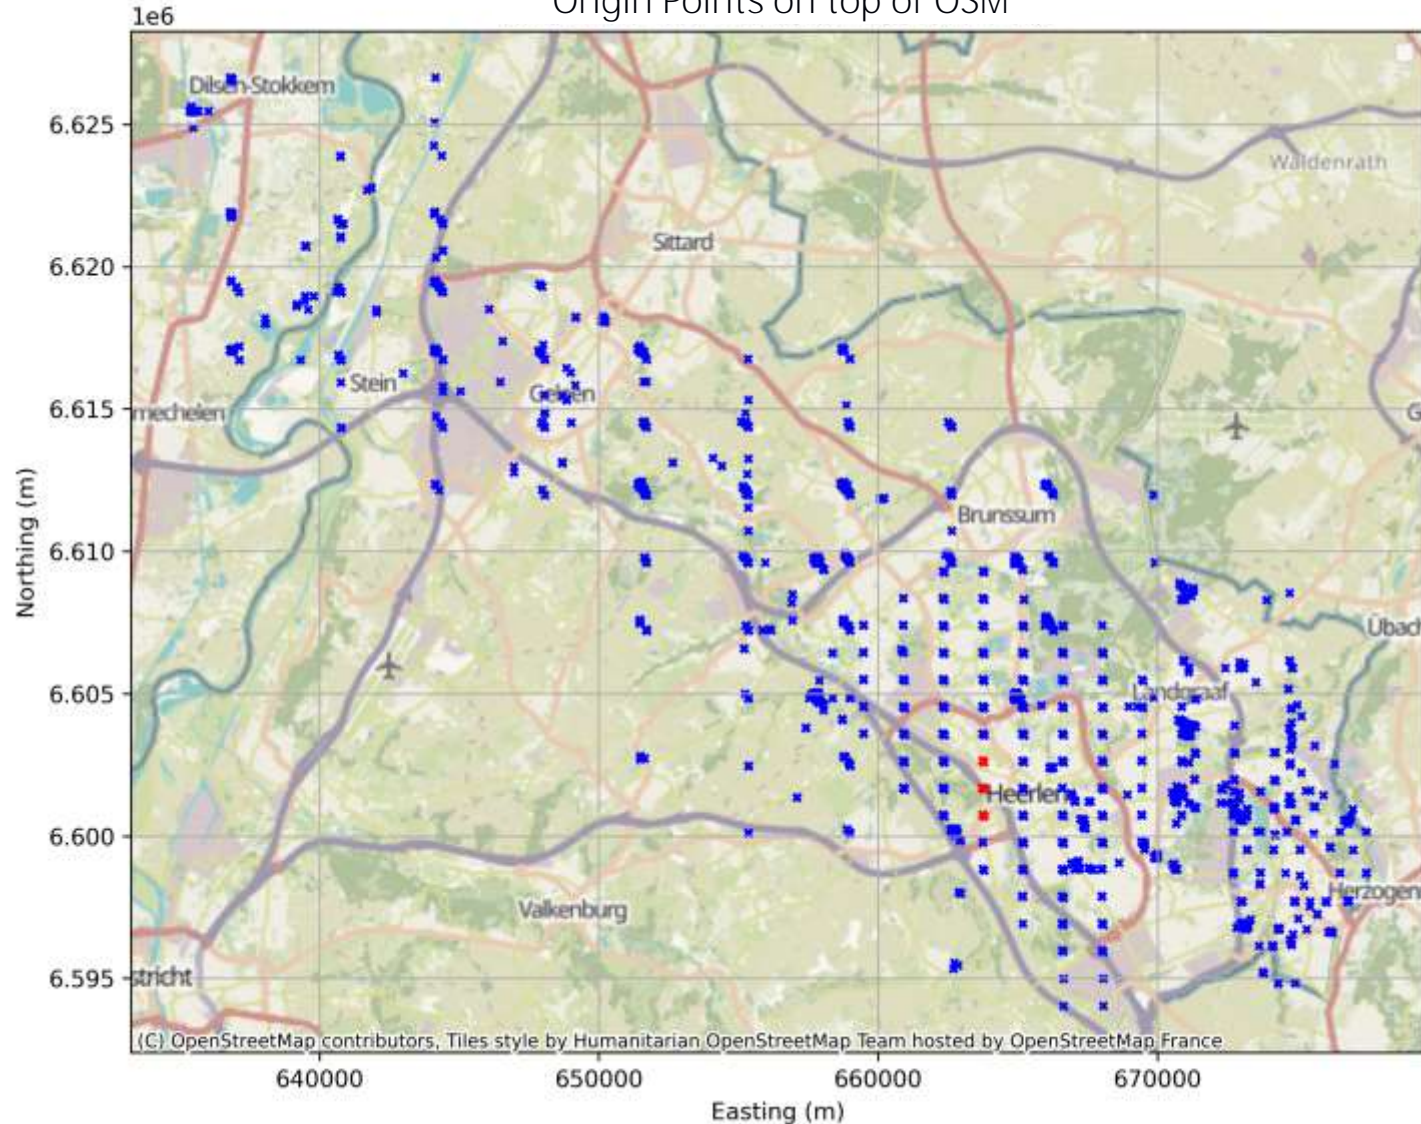 Origin Points on top of OSM
1e6
Dilsen-Stokkem
6.625
Waldenrath
Sittard
6.620
Stein
Geleen
mechelen
G
6.615
Brunssum
6.610
Übach
Landgraaf
6.605
Heerlen
6.600
Herzogen
Valkenburg
stricht
6.595
Northing (m)
(C) OpenStreetMap contributors, Tiles style by Humanitarian OpenStreetMap Team hosted by OpenStreetMap France
640000 650000 660000 670000
Easting (m)